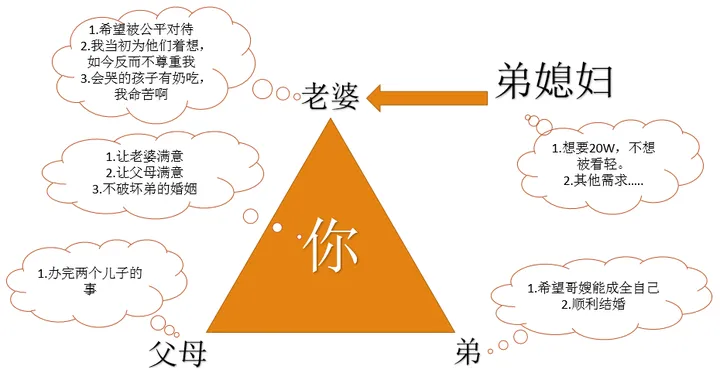 1.希望被公平对待
2.我当初为他们着想，
如今反而不尊重我
3.会哭的孩子有奶吃，
我命苦啊
老婆
弟媳妇
1.想要20W，不想
被看轻。
2.其他需求.....
1.让老婆满意
2.让父母满意
3.不破坏弟的婚姻
你
1.办完两个儿子的
事
1.希望哥嫂能成全自己
2.顺利结婚
父母
弟